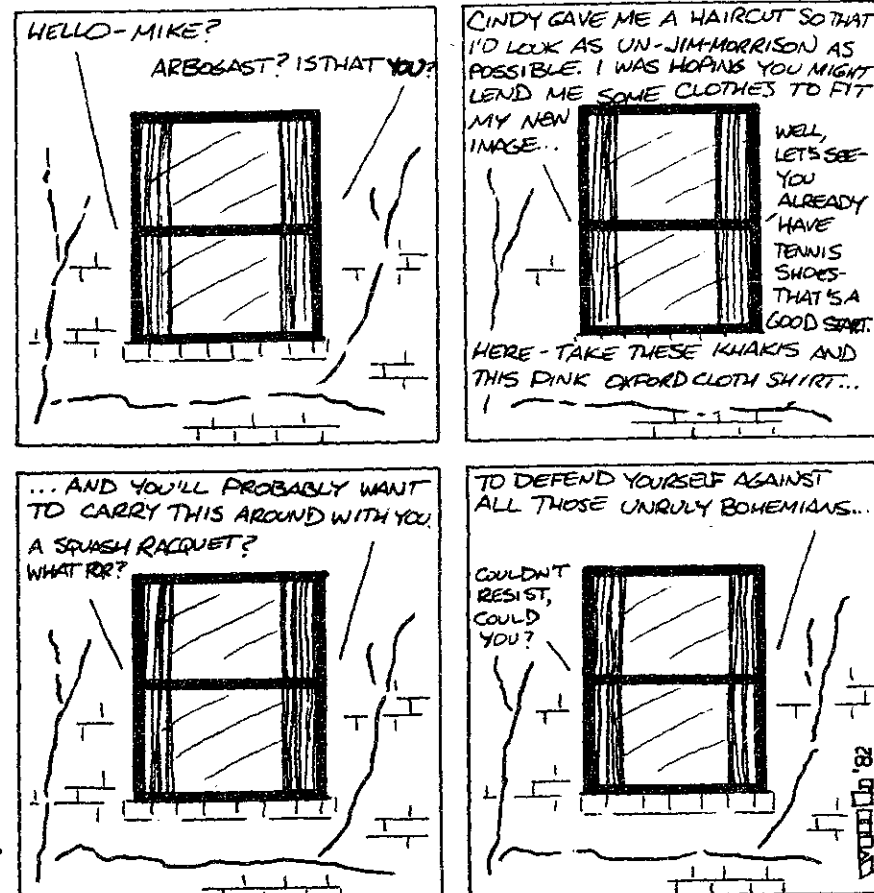 HELLO - MIKE?
ARBOGAST? IS THAT YOU?
CINDY GAVE ME A HAIRCUT SO THAT
I'D LOOK AS UN-JIM-MORRISON AS
POSSIBLE. I WAS HOPING YOU MIGHT
LEND ME SOME CLOTHES TO FIT
MY NEW
IMAGE...
WELL,
LET'S SEE-
YOU
ALREADY
HAVE
TENNIS
SHOES-
THAT'S A
GOOD START.
HERE - TAKE THESE KHAKIS AND
THIS PINK OXFORD CLOTH SHIRT...
... AND YOU'LL PROBABLY WANT
TO CARRY THIS AROUND WITH YOU.
A SQUASH RACQUET?
WHAT FOR?
TO DEFEND YOURSELF AGAINST
ALL THOSE UNRULY BOHEMIANS...
COULDN'T
RESIST,
COULD
YOU?
'82